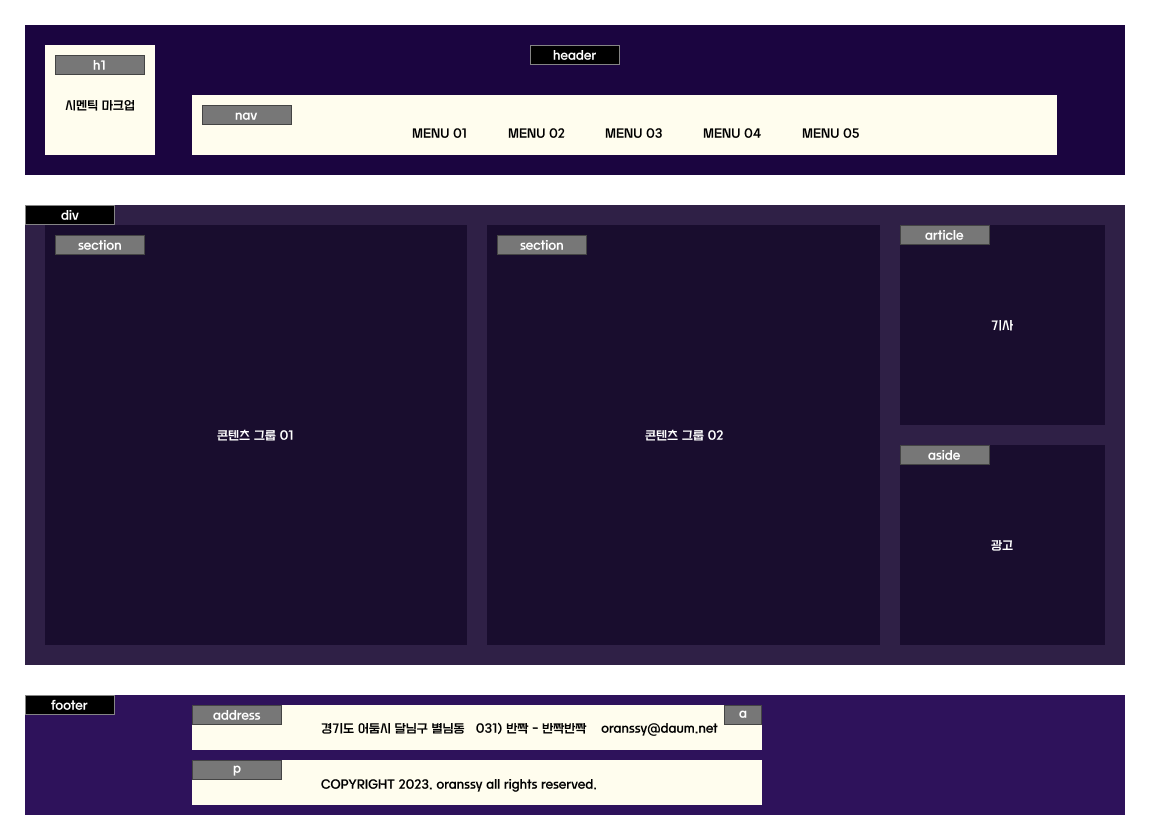 header
h1
시멘틱 마크업
nav
MENU 01 MENU 02 MENU 03 MENU 04 MENU 05
div
section
콘텐츠 그룹 01
section
콘텐츠 그룹 02
article
기사
aside
광고
footer
address
경기도 어둠시 달님구 별님동 031) 반짝 - 반짝반짝 oranssy@daum.net
a
p
COPYRIGHT 2023. oranssy all rights reserved.